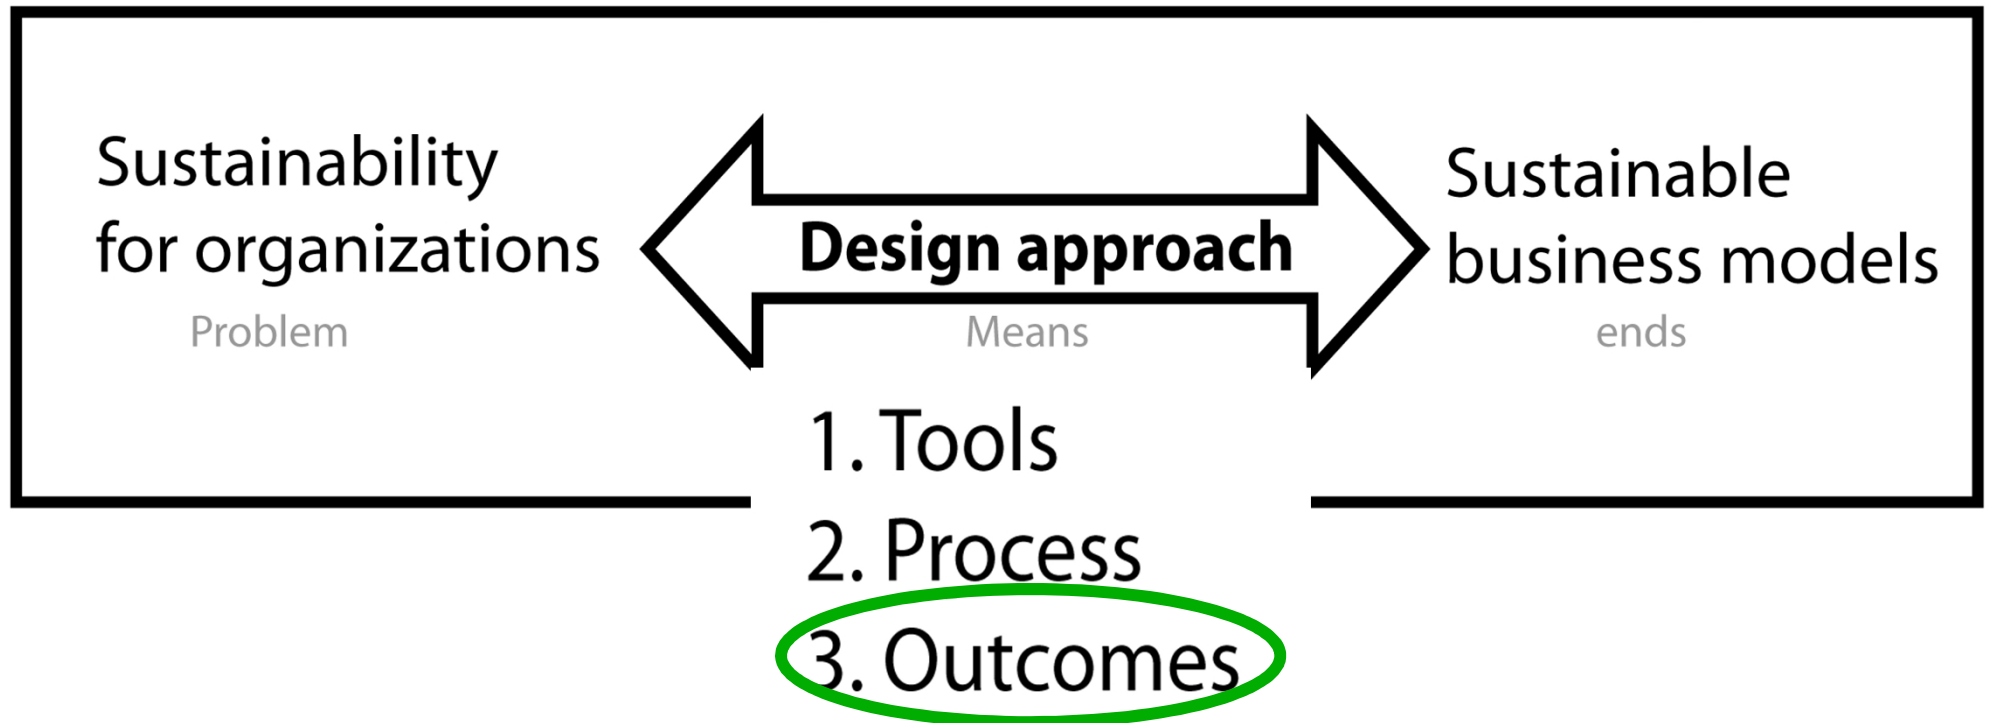 Sustainability
for organizations
Problem
Design approach
Means
Sustainable
business models
ends
1. Tools
2. Process
3. Outcomes